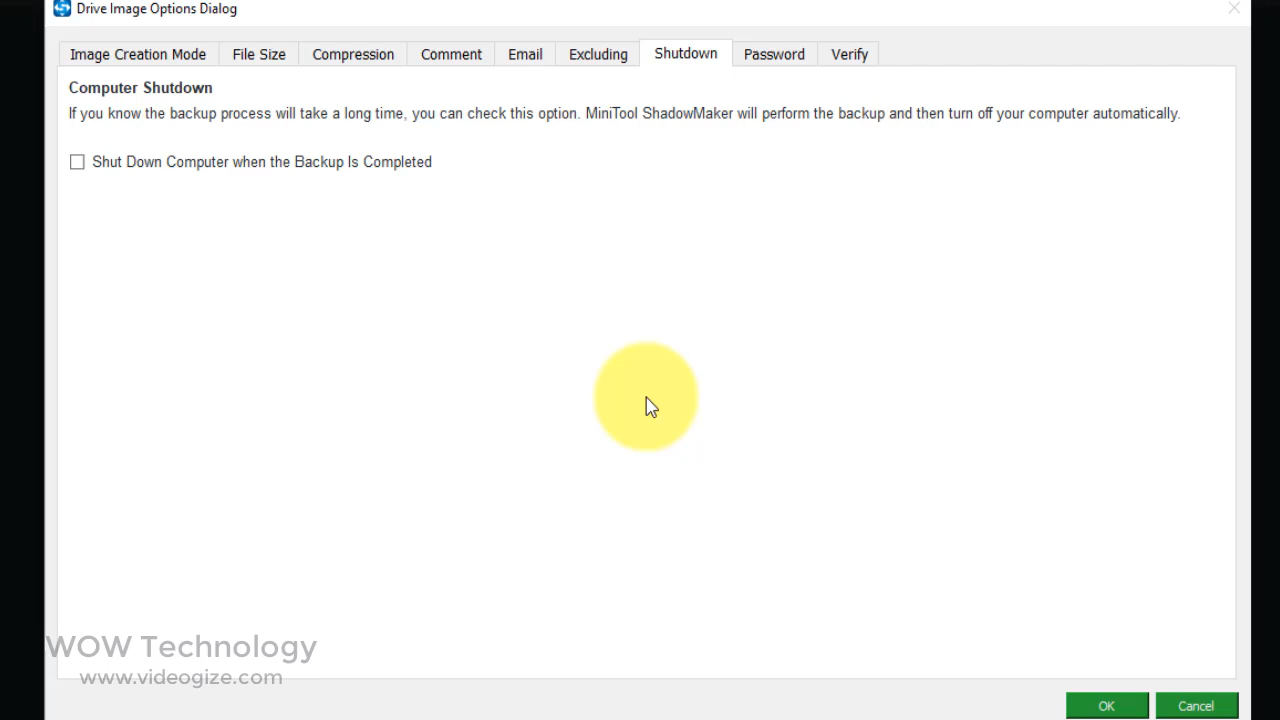 Drive Image Options Dialog
Image Creation Mode File Size Compression Comment Email Excluding Shutdown Password Verify
Computer Shutdown
If you know the backup process will take a long time, you can check this option. MiniTool ShadowMaker will perform the backup and then turn off your computer automatically.
Shut Down Computer when the Backup Is Completed
WOW Technology
www.videogize.com
OK Cancel